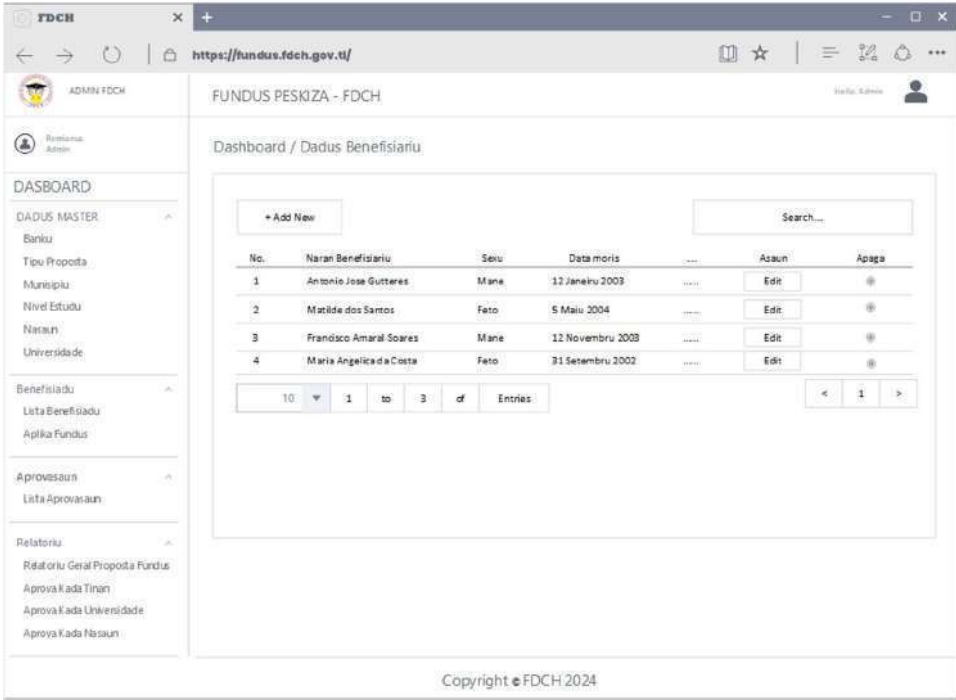 FDCH
https://fundus.fdch.gov.tl/
ADMIN FDCH
FUNDUS PESKIZA - FDCH
Hello, Admin
Admin
Dashboard / Dadus Benefisiariu
DASBOARD
DADUS MASTER
Banku
Tipu Proposta
Munisipiu
Nivel Estudu
Nasaun
Universidade
Benefisiadu
Lista Benefisiadu
Aplika Fundus
Aprovasaun
Lista Aprovasaun
Relatoriu
Relatoriu Geral Proposta Fundus
Aprova Kada Tinan
Aprova Kada Universidade
Aprova Kada Nasaun
+ Add New
Search....
No. Naran Benefisiariu Sexu Data moris .... Asaun Apaga
1 Antonio Jose Gutteres Mane 12 Janeiru 2003 ...... Edit
2 Matilde dos Santos Feto 5 Maiu 2004 ...... Edit
3 Francisco Amaral Soares Mane 12 Novembru 2003 ...... Edit
4 Maria Angelica da Costa Feto 31 Setembru 2002 ...... Edit
10 1 to 3 of Entries
< 1 >
Copyright © FDCH 2024